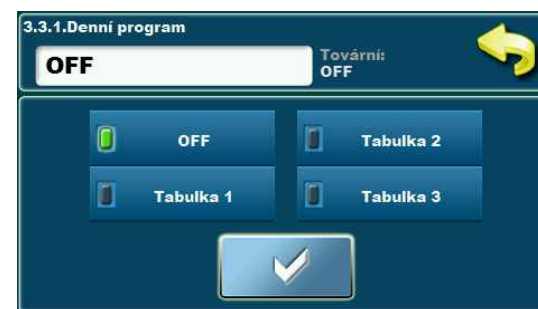 3.3.1.Denní program
OFF
Tovární:
OFF
OFF
Tabulka 2
Tabulka 1
Tabulka 3